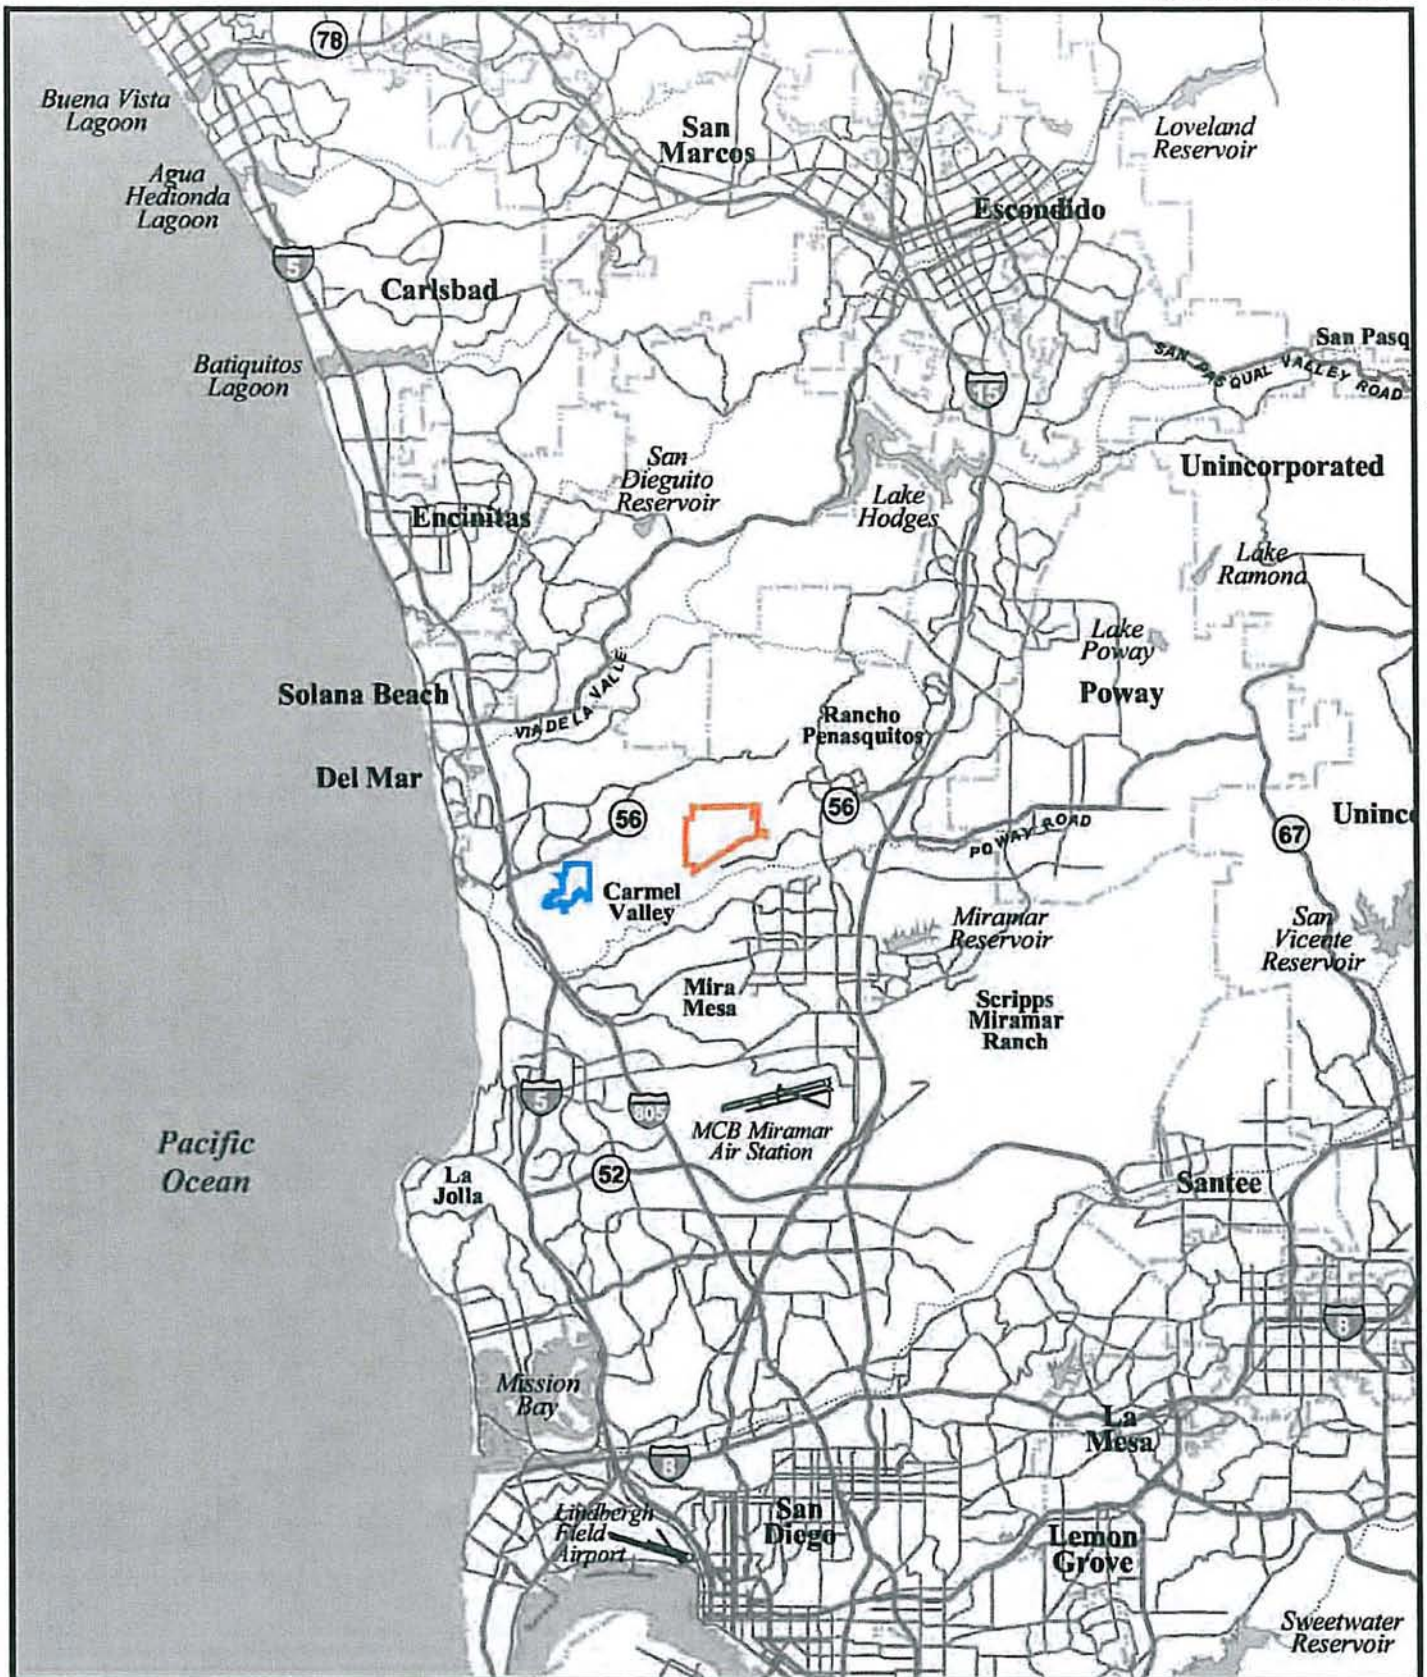 78
Buena Vista
Lagoon
San
Marcos
Loveland
Reservoir
Agua
Hedionda
Lagoon
Escondido
5
Carlsbad
San Pasq
Batiquitos
Lagoon
SAN PASQUAL VALLEY ROAD
15
San
Dieguito
Reservoir
Unincorporated
Lake
Hodges
Encinitas
Lake
Ramona
Lake
Poway
Solana Beach
Poway
VIA DE LA VALLE
Rancho
Penasquitos
Del Mar
56
56
POWAY ROAD
67
Uninco
Carmel
Valley
Miramar
Reservoir
San
Vicente
Reservoir
Mira
Mesa
Scripps
Miramar
Ranch
5
805
MCB Miramar
Air Station
Pacific
Ocean
La
Jolla
52
Santee
8
Mission
Bay
La
Mesa
8
Lindbergh
Field
Airport
San
Diego
Lemon
Grove
Sweetwater
Reservoir